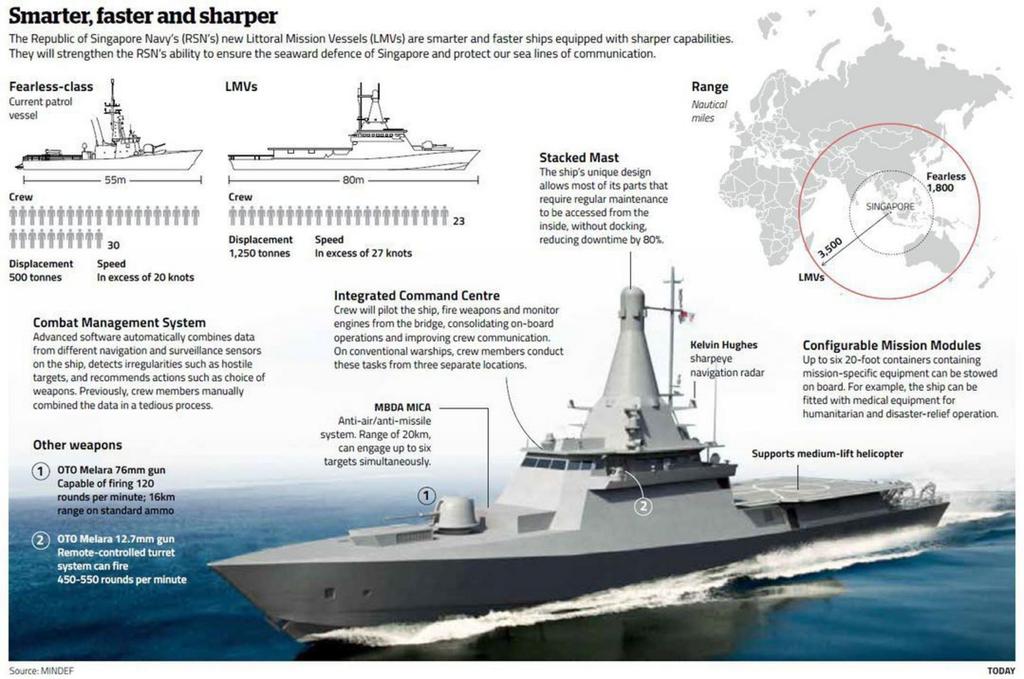 Smarter, faster and sharper
The Republic of Singapore Navy's (RSN's) new Littoral Mission Vessels (LMVs) are smarter and faster ships equipped with sharper capabilities.
They will strengthen the RSN's ability to ensure the seaward defence of Singapore and protect our sea lines of communication.
Fearless-class
Current patrol
vessel
55m
Crew
30
Displacement
500 tonnes
Speed
In excess of 20 knots
LMVs
80m
Crew
23
Displacement
1,250 tonnes
Speed
In excess of 27 knots
Stacked Mast
The ship's unique design
allows most of its parts that
require regular maintenance
to be accessed from the
inside, without docking,
reducing downtime by 80%.
Range
Nautical
miles
Fearless
1,800
SINGAPORE
3,500
LMVs
Combat Management System
Advanced software automatically combines data
from different navigation and surveillance sensors
on the ship, detects irregularities such as hostile
targets, and recommends actions such as choice of
weapons. Previously, crew members manually
combined the data in a tedious process.
Integrated Command Centre
Crew will pilot the ship, fire weapons and monitor
engines from the bridge, consolidating on-board
operations and improving crew communication.
On conventional warships, crew members conduct
these tasks from three separate locations.
Kelvin Hughes
sharpeye
navigation radar
Configurable Mission Modules
Up to six 20-foot containers containing
mission-specific equipment can be stowed
on board. For example, the ship can be
fitted with medical equipment for
humanitarian and disaster-relief operation.
MBDA MICA
Anti-air/anti-missile
system. Range of 20km,
can engage up to six
targets simultaneously.
Supports medium-lift helicopter
Other weapons
1
OTO Melara 76mm gun
Capable of firing 120
rounds per minute; 16km
range on standard ammo
2
OTO Melara 12.7mm gun
Remote-controlled turret
system can fire
450-550 rounds per minute
1
2
Source: MINDEF
TODAY